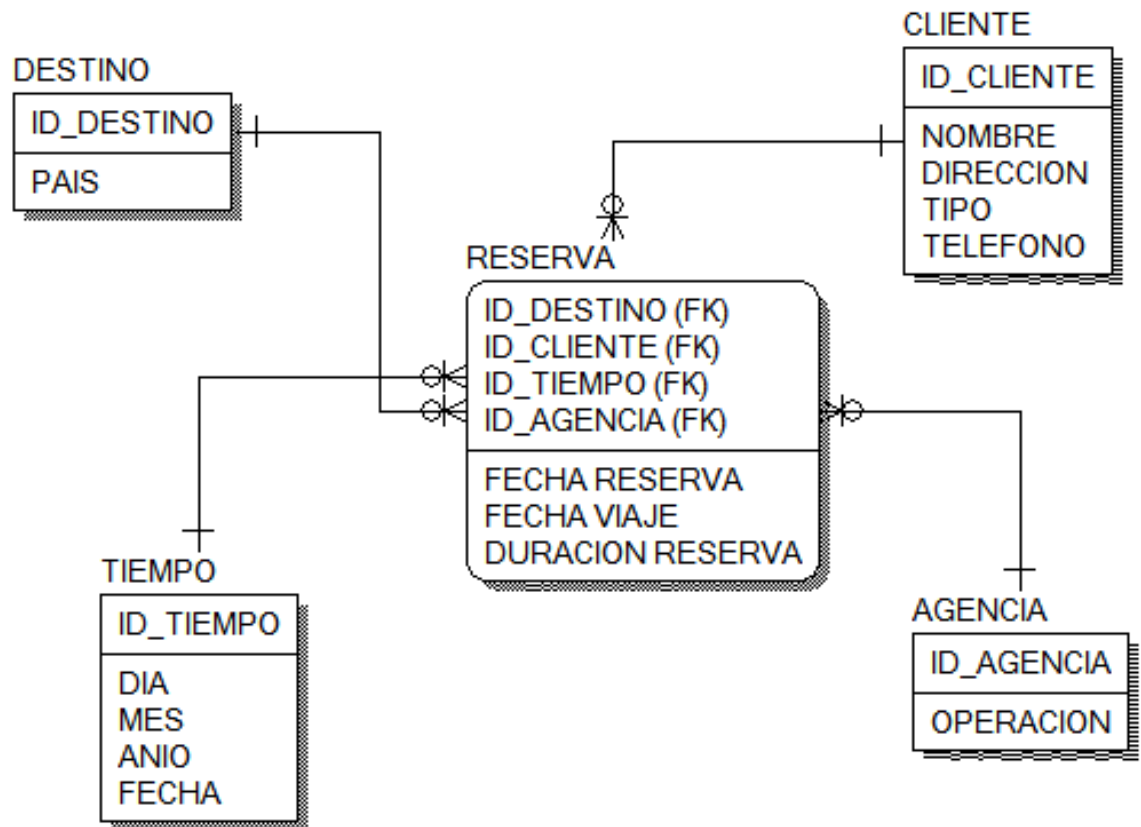 DESTINO
ID_DESTINO
PAIS
CLIENTE
ID_CLIENTE
NOMBRE
DIRECCION
TIPO
TELEFONO
RESERVA
ID_DESTINO (FK)
ID_CLIENTE (FK)
ID_TIEMPO (FK)
ID_AGENCIA (FK)
FECHA RESERVA
FECHA VIAJE
DURACION RESERVA
TIEMPO
ID_TIEMPO
DIA
MES
ANIO
FECHA
AGENCIA
ID_AGENCIA
OPERACION